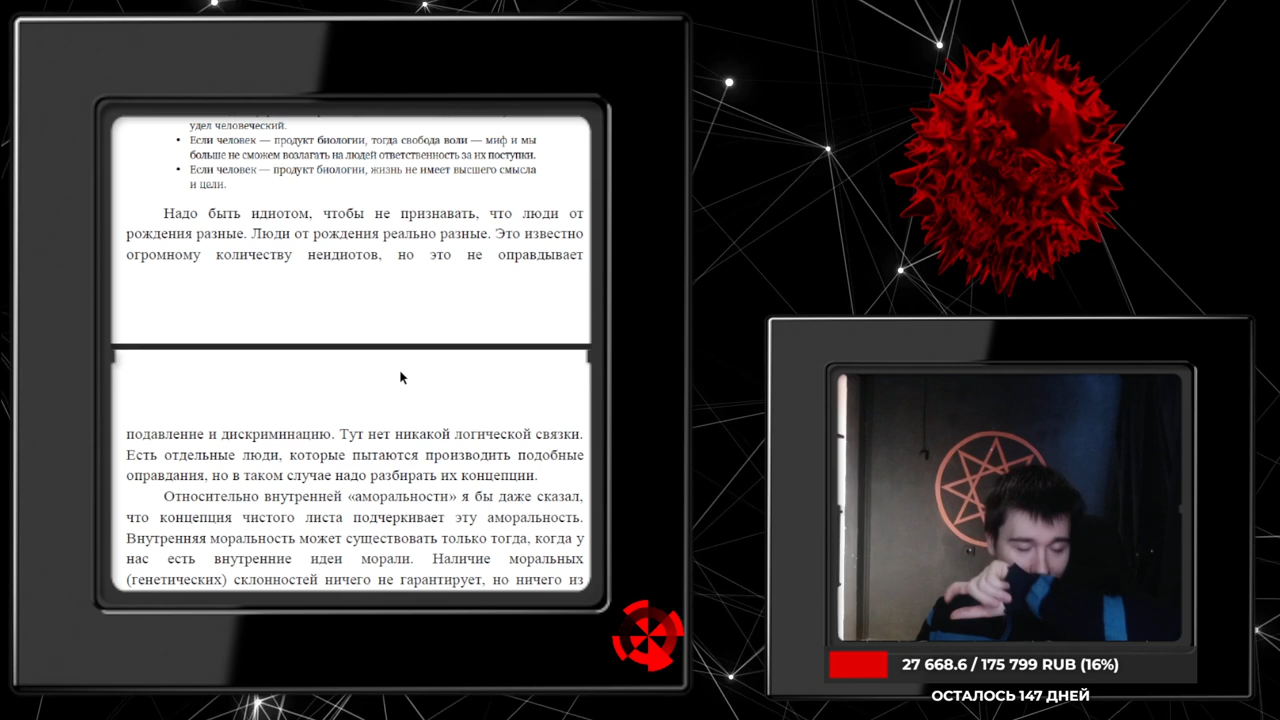 удел человеческий.
• Если человек — продукт биологии, тогда свобода воли — миф и мы
больше не сможем возлагать на людей ответственность за их поступки.
• Если человек — продукт биологии, жизнь не имеет высшего смысла
и цели.
Надо быть идиотом, чтобы не признавать, что люди от
рождения разные. Люди от рождения реально разные. Это известно
огромному количеству неидиотов, но это не оправдывает
подавление и дискриминацию. Тут нет никакой логической связки.
Есть отдельные люди, которые пытаются производить подобные
оправдания, но в таком случае надо разбирать их концепции.
Относительно внутренней «аморальности» я бы даже сказал,
что концепция чистого листа подчеркивает эту аморальность.
Внутренняя моральность может существовать только тогда, когда у
нас есть внутренние идеи морали. Наличие моральных
(генетических) склонностей ничего не гарантирует, но ничего из
27 668.6 / 175 799 RUB (16%)
ОСТАЛОСЬ 147 ДНЕЙ